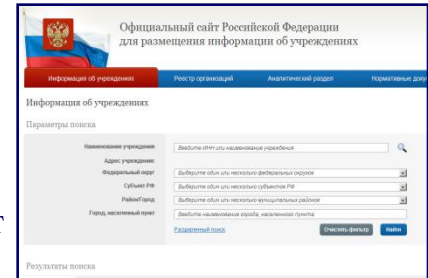 Официальный сайт Российской Федерации
для размещения информации об учреждениях
Информация об учреждениях
Реестр организаций
Аналитический раздел
Нормативные доку
Информация об учреждениях
Параметры поиска
Наименование учреждения
Введите ИНН или наименование учреждения
Адрес учреждения:
Федеральный округ
Выберите один или несколько федеральных округов
Субъект РФ
Выберите один или несколько субъектов РФ
Район/Город
Выберите один или несколько муниципальных районов
Город, населенный пункт
Введите наименование города, населенного пункта
т
Расширенный поиск
Очистить фильтр
Найти
Результаты поиска